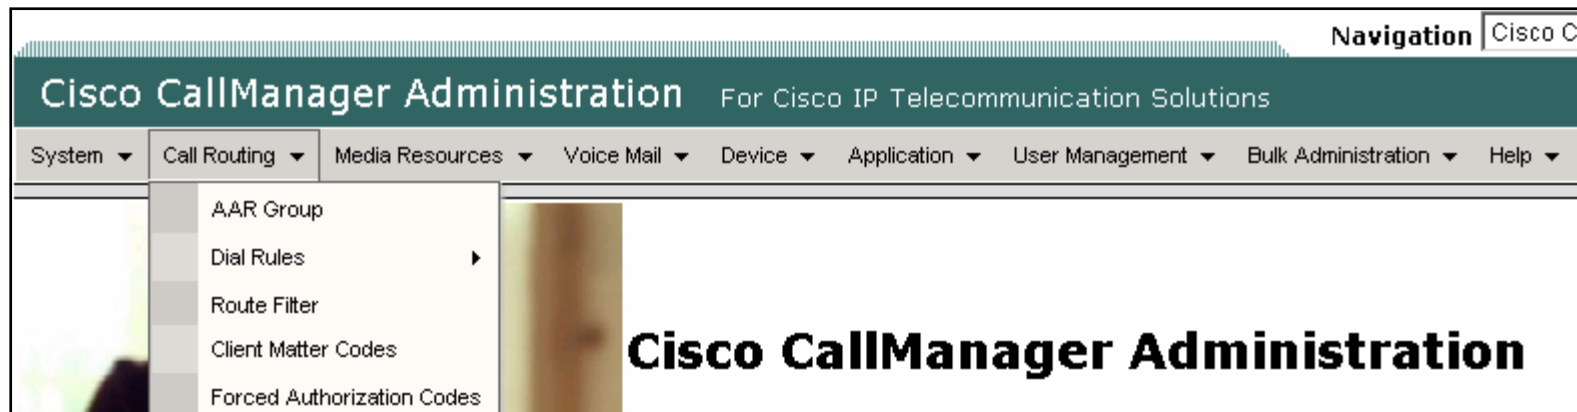 Navigation Cisco C
Cisco CallManager Administration For Cisco IP Telecommunication Solutions
System Call Routing Media Resources Voice Mail Device Application User Management Bulk Administration Help
AAR Group
Dial Rules
Route Filter
Client Matter Codes
Forced Authorization Codes
Cisco CallManager Administration